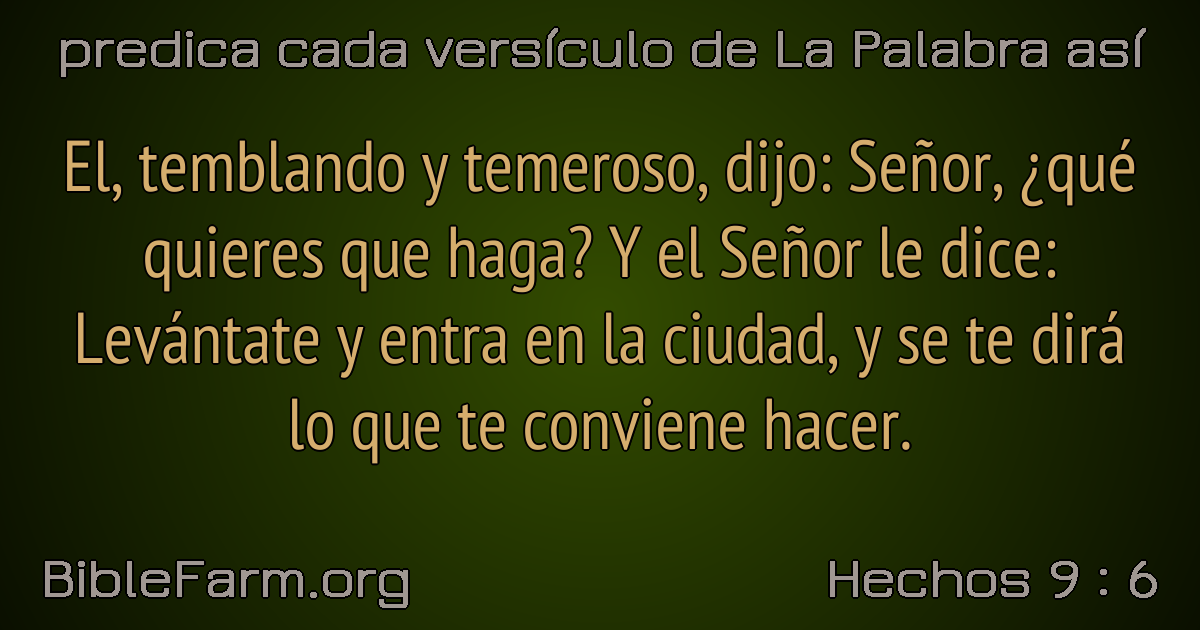 predica cada versículo de La Palabra así
El, temblando y temeroso, dijo: Señor, ¿qué
quieres que haga? Y el Señor le dice:
Levántate y entra en la ciudad, y se te dirá
lo que te conviene hacer.
BibleFarm.org
Hechos 9 : 6